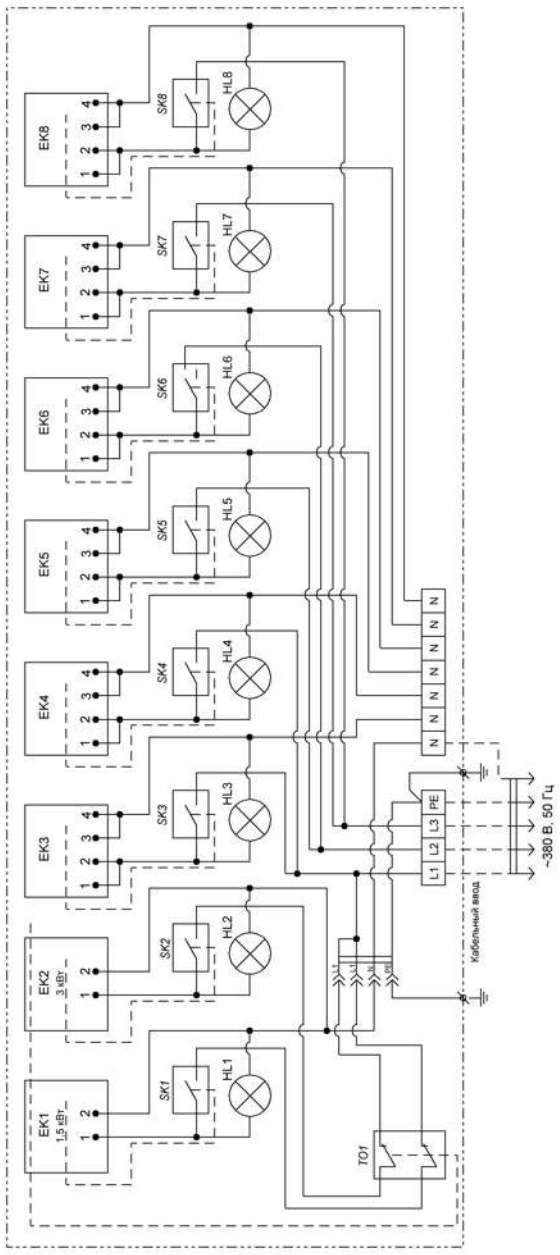 EK1
1,5 кВт
1 2
EK2
3 кВт
1 2
EK3
1 2 3 4
EK4
1 2 3 4
EK5
1 2 3 4
EK6
1 2 3 4
EK7
1 2 3 4
EK8
1 2 3 4
SK1
SK2
SK3
SK4
SK5
SK6
SK7
SK8
HL1
HL2
HL3
HL4
HL5
HL6
HL7
HL8
TO1
L1
L1
N
PE
L1 L2 L3 PE
N N N N N N N
Кабельный ввод
~380 В, 50 Гц